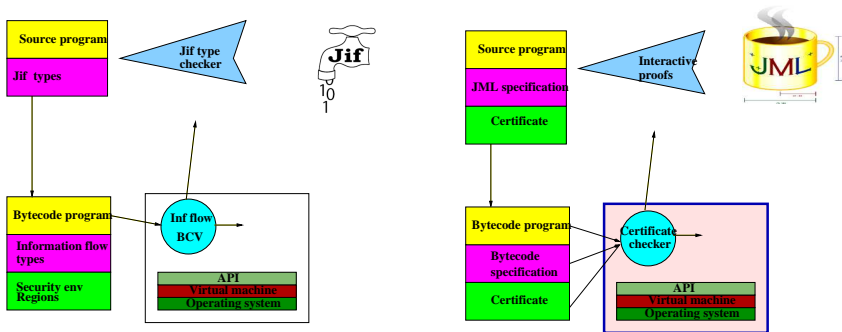 Source program
Jif types
Jif type
checker
Jif
10
1
Bytecode program
Information flow
types
Security env
Regions
Inf flow
BCV
API
Virtual machine
Operating system
Source program
JML specification
Certificate
Interactive
proofs
JML
Bytecode program
Bytecode
specification
Certificate
Certificate
checker
API
Virtual machine
Operating system